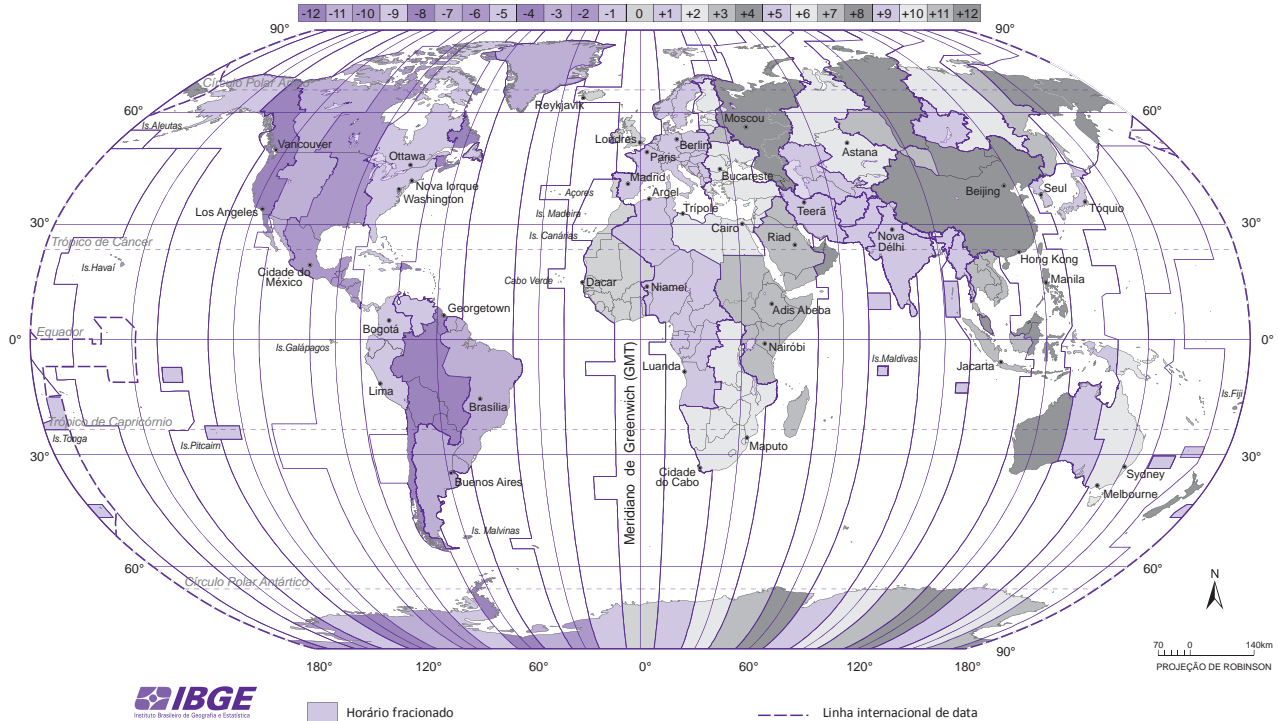 -12 -11 -10 -9 -8 -7 -6 -5 -4 -3 -2 -1 0 +1 +2 +3 +4 +5 +6 +7 +8 +9 +10 +11 +12
90° 90°
Círculo Polar Ár
60° 60°
Is.Aleutas
Reykjavik
Moscou
Vancouver
Londres
Berlim
Paris
Ottawa
Astana
Bucareste
Madrid
Nova Iorque
Washington
Beijing
Seul
Açores
Argel
Los Angeles
Is. Madeira
Trípole
Teerã
Tóquio
30° 30°
Cairo
Is. Canárias
Riad
Nova
Délhi
Trópico de Câncer
Hong Kong
Is.Havaí
Cidade do
México
Cabo Verde
Dacar
Niamei
Manila
Georgetown
Adis Abeba
Bogotá
Equador
0° 0°
Is.Galápagos
Nairóbi
Is.Maldivas
Luanda
Jacarta
Lima
Meridiano de Greenwich (GMT)
Brasília
Is.Fiji
Trópico de Capricórnio
Is.Tonga
Is.Pitcairn
Maputo
30° 30°
Cidade
do Cabo
Sydney
Buenos Aires
Melbourne
Is. Malvinas
60° 60°
Círculo Polar Antártico
N
90°
70 0 140km
PROJEÇÃO DE ROBINSON
180° 120° 60° 0° 60° 120° 180°
IBGE
Instituto Brasileiro de Geografia e Estatística
Horário fracionado
Linha internacional de data